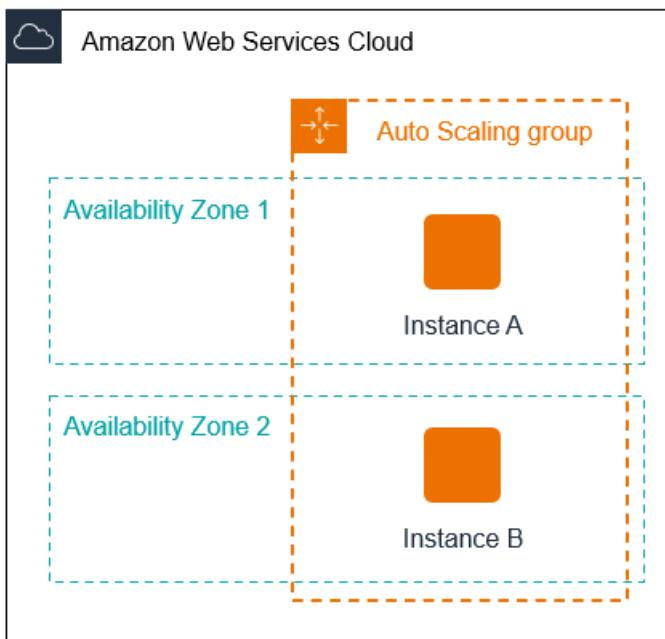 Amazon Web Services Cloud
Auto Scaling group
Availability Zone 1
Instance A
Availability Zone 2
Instance B